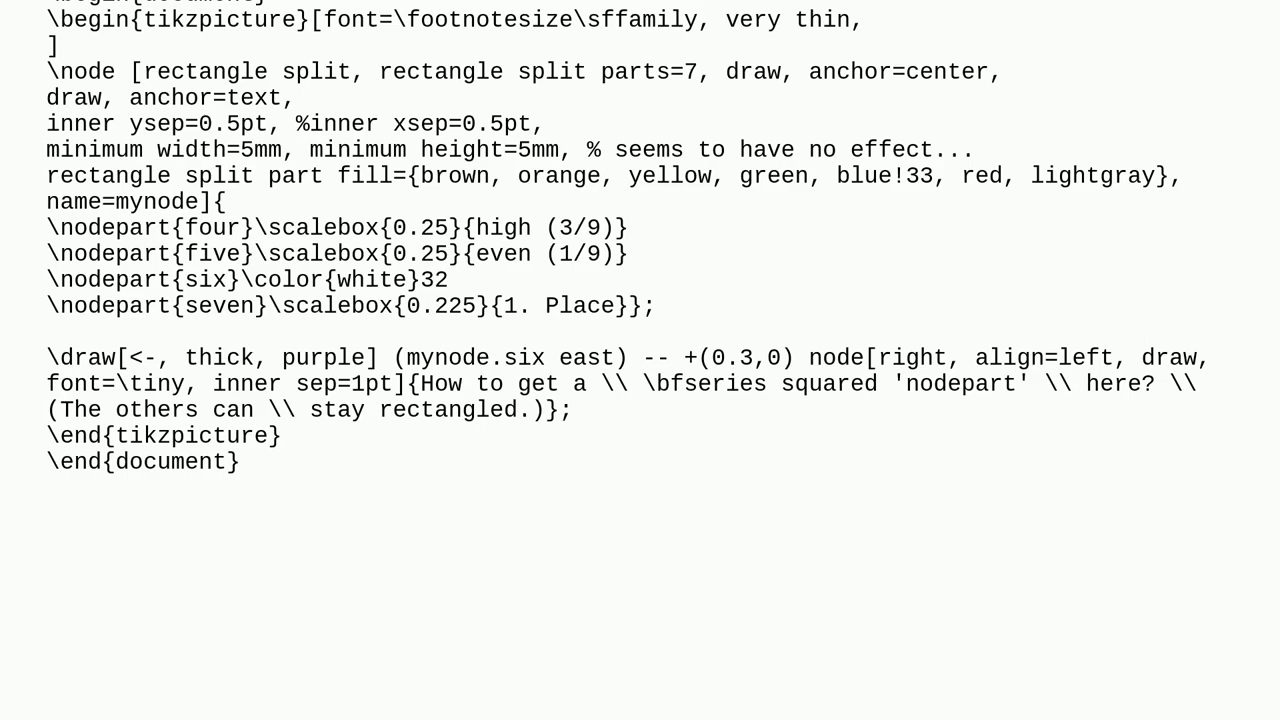 \begin{document}
\begin{tikzpicture}[font=\footnotesize\sffamily, very thin,
]
\node [rectangle split, rectangle split parts=7, draw, anchor=center,
draw, anchor=text,
inner ysep=0.5pt, %inner xsep=0.5pt,
minimum width=5mm, minimum height=5mm, % seems to have no effect...
rectangle split part fill={brown, orange, yellow, green, blue!33, red, lightgray},
name=mynode]{
\nodepart{four}\scalebox{0.25}{high (3/9)}
\nodepart{five}\scalebox{0.25}{even (1/9)}
\nodepart{six}\color{white}32
\nodepart{seven}\scalebox{0.225}{1. Place}};

\draw[<-, thick, purple] (mynode.six east) -- +(0.3,0) node[right, align=left, draw,
font=\tiny, inner sep=1pt]{How to get a \\ \bfseries squared 'nodepart' \\ here? \\
(The others can \\ stay rectangled.)};
\end{tikzpicture}
\end{document}